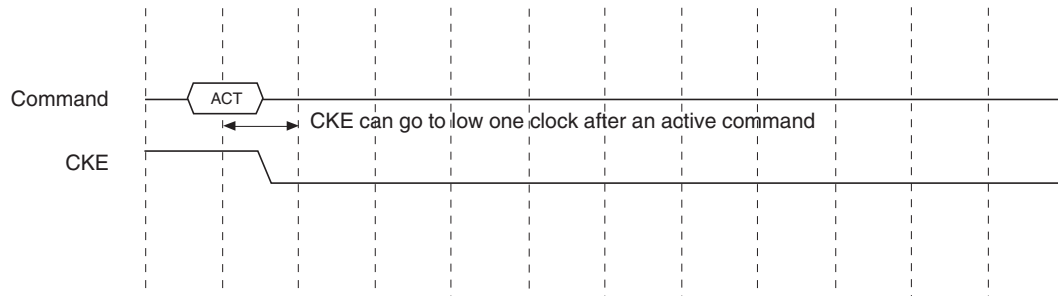 Command
ACT
CKE can go to low one clock after an active command
CKE